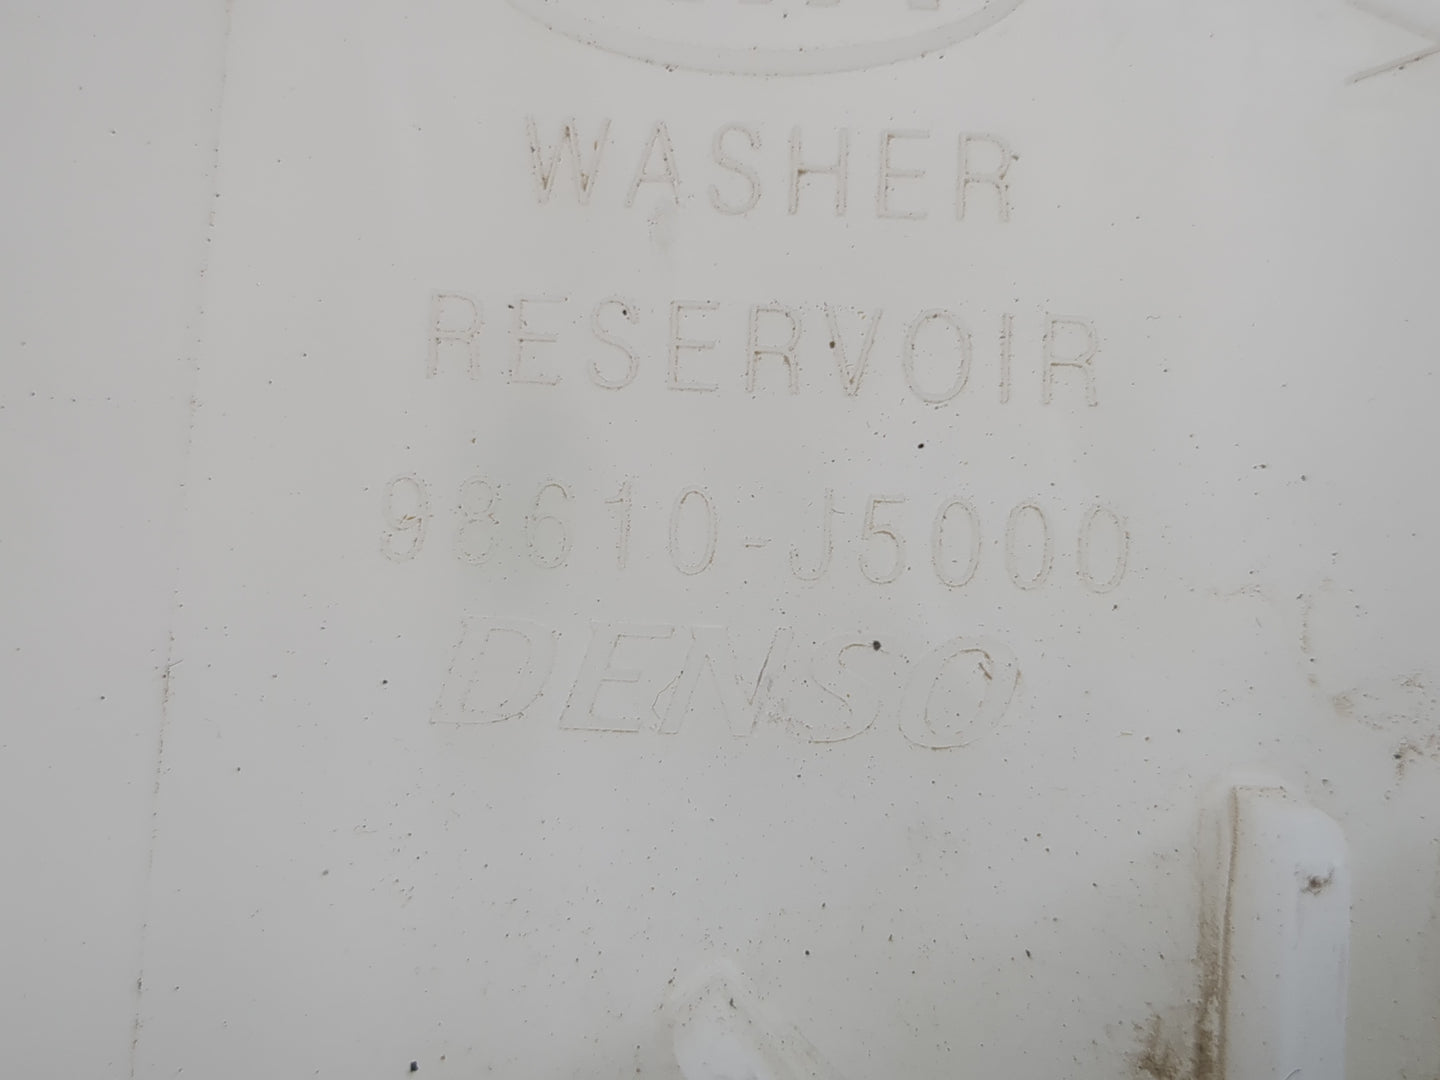 WASHER
RESERVOIR
98610-J5000
DENSO